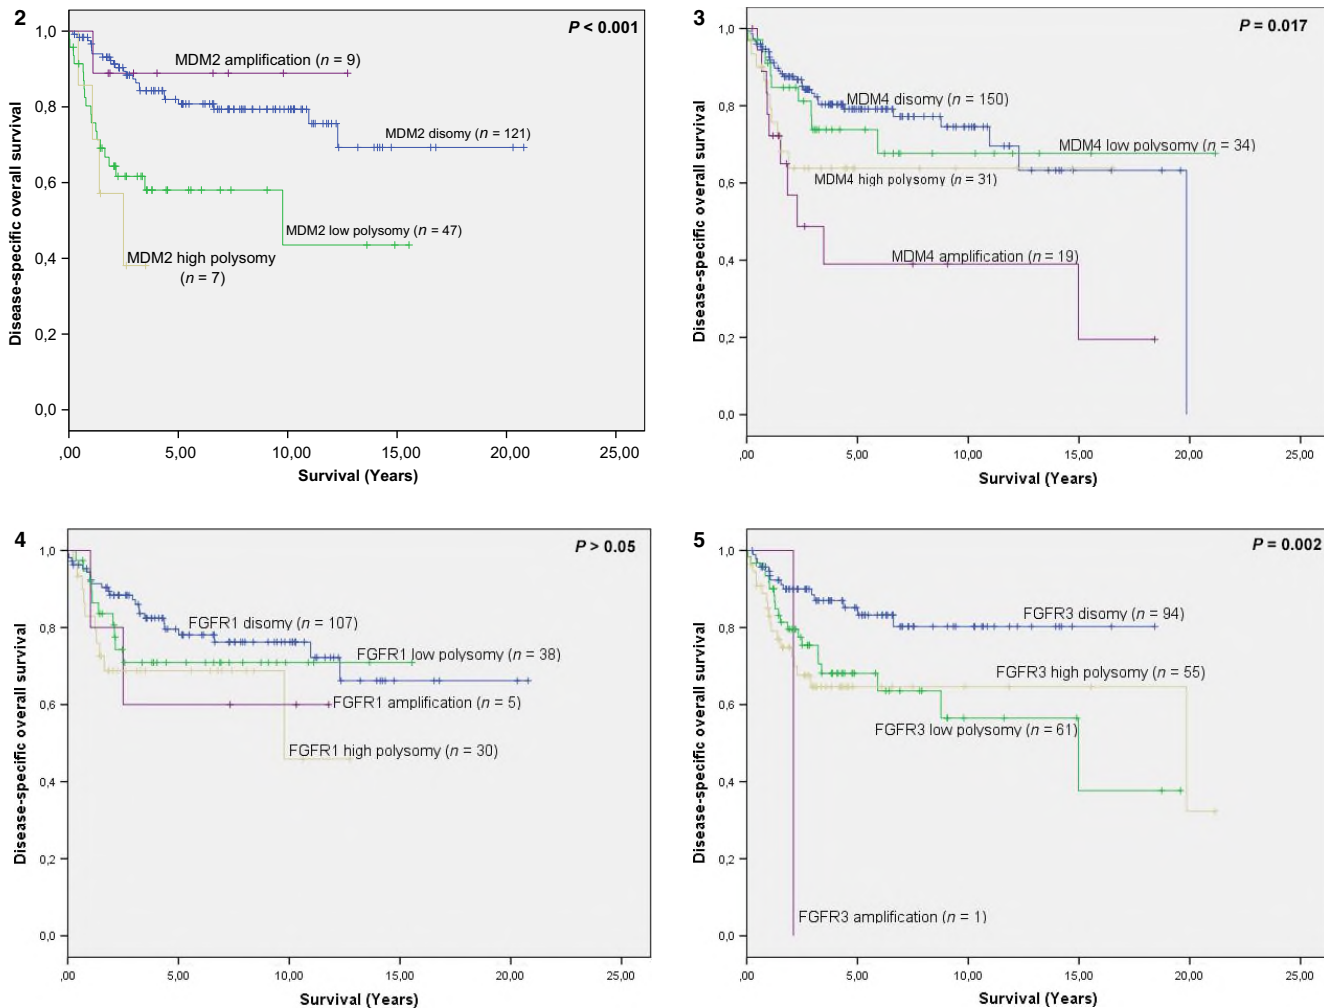 2
P < 0.001
Disease-specific overall survival
1,0
0,8
0,6
0,4
0,2
0,0
MDM2 amplification (n = 9)
MDM2 disomy (n = 121)
MDM2 low polysomy (n = 47)
MDM2 high polysomy
(n = 7)
,00 5,00 10,00 15,00 20,00 25,00
Survival (Years)
3
P = 0.017
Disease-specific overall survival
1,0
0,8
0,6
0,4
0,2
0,0
MDM4 disomy (n = 150)
MDM4 low polysomy (n = 34)
MDM4 high polysomy (n = 31)
MDM4 amplification (n = 19)
,00 5,00 10,00 15,00 20,00 25,00
Survival (Years)
4
P > 0.05
Disease-specific overall survival
1,0
0,8
0,6
0,4
0,2
0,0
FGFR1 disomy (n = 107)
FGFR1 low polysomy (n = 38)
FGFR1 amplification (n = 5)
FGFR1 high polysomy (n = 30)
,00 5,00 10,00 15,00 20,00 25,00
Survival (Years)
5
P = 0.002
Disease-specific overall survival
1,0
0,8
0,6
0,4
0,2
0,0
FGFR3 disomy (n = 94)
FGFR3 high polysomy (n = 55)
FGFR3 low polysomy (n = 61)
FGFR3 amplification (n = 1)
,00 5,00 10,00 15,00 20,00 25,00
Survival (Years)